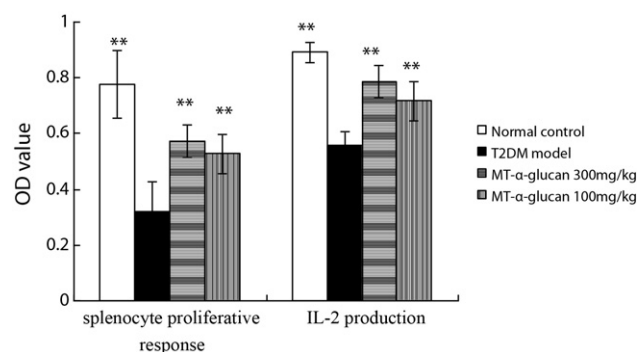 OD value
1
0.8
0.6
0.4
0.2
0
**
**
**
**
**
**
splenocyte proliferative
response
IL-2 production
Normal control
T2DM model
MT-α-glucan 300mg/kg
MT-α-glucan 100mg/kg